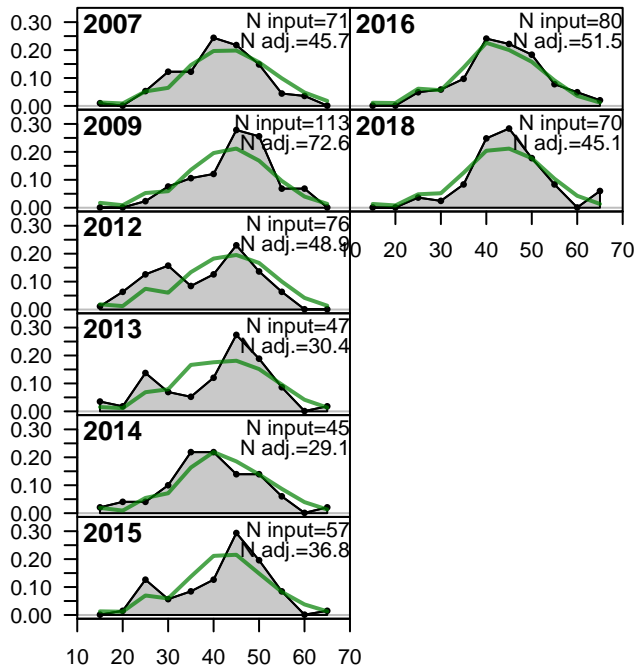 2007
N input=71
N adj.=45.7
0.30
0.20
0.10
0.00
2016
N input=80
N adj.=51.5
2009
N input=113
N adj.=72.6
0.30
0.20
0.10
0.00
2018
N input=70
N adj.=45.1
10 20 30 40 50 60 70
2012
N input=76
N adj.=48.9
0.30
0.20
0.10
0.00
2013
N input=47
N adj.=30.4
0.30
0.20
0.10
0.00
2014
N input=45
N adj.=29.1
0.30
0.20
0.10
0.00
2015
N input=57
N adj.=36.8
0.30
0.20
0.10
0.00
10 20 30 40 50 60 70